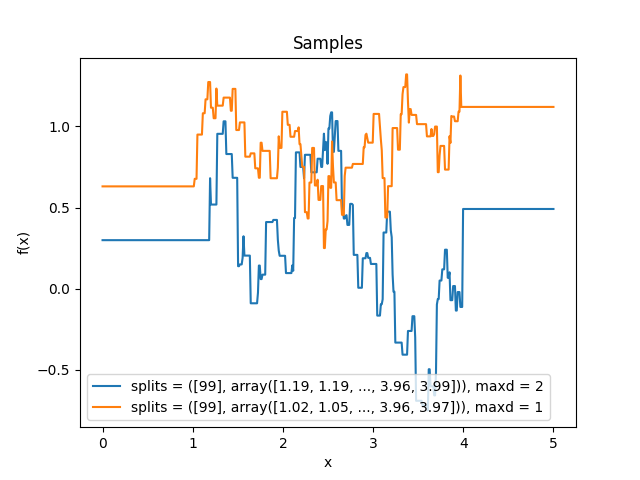 Samples
f(x)
1.0
0.5
0.0
−0.5
splits = ([99], array([1.19, 1.19, ..., 3.96, 3.99])), maxd = 2
splits = ([99], array([1.02, 1.05, ..., 3.96, 3.97])), maxd = 1
0 1 2 3 4 5
x